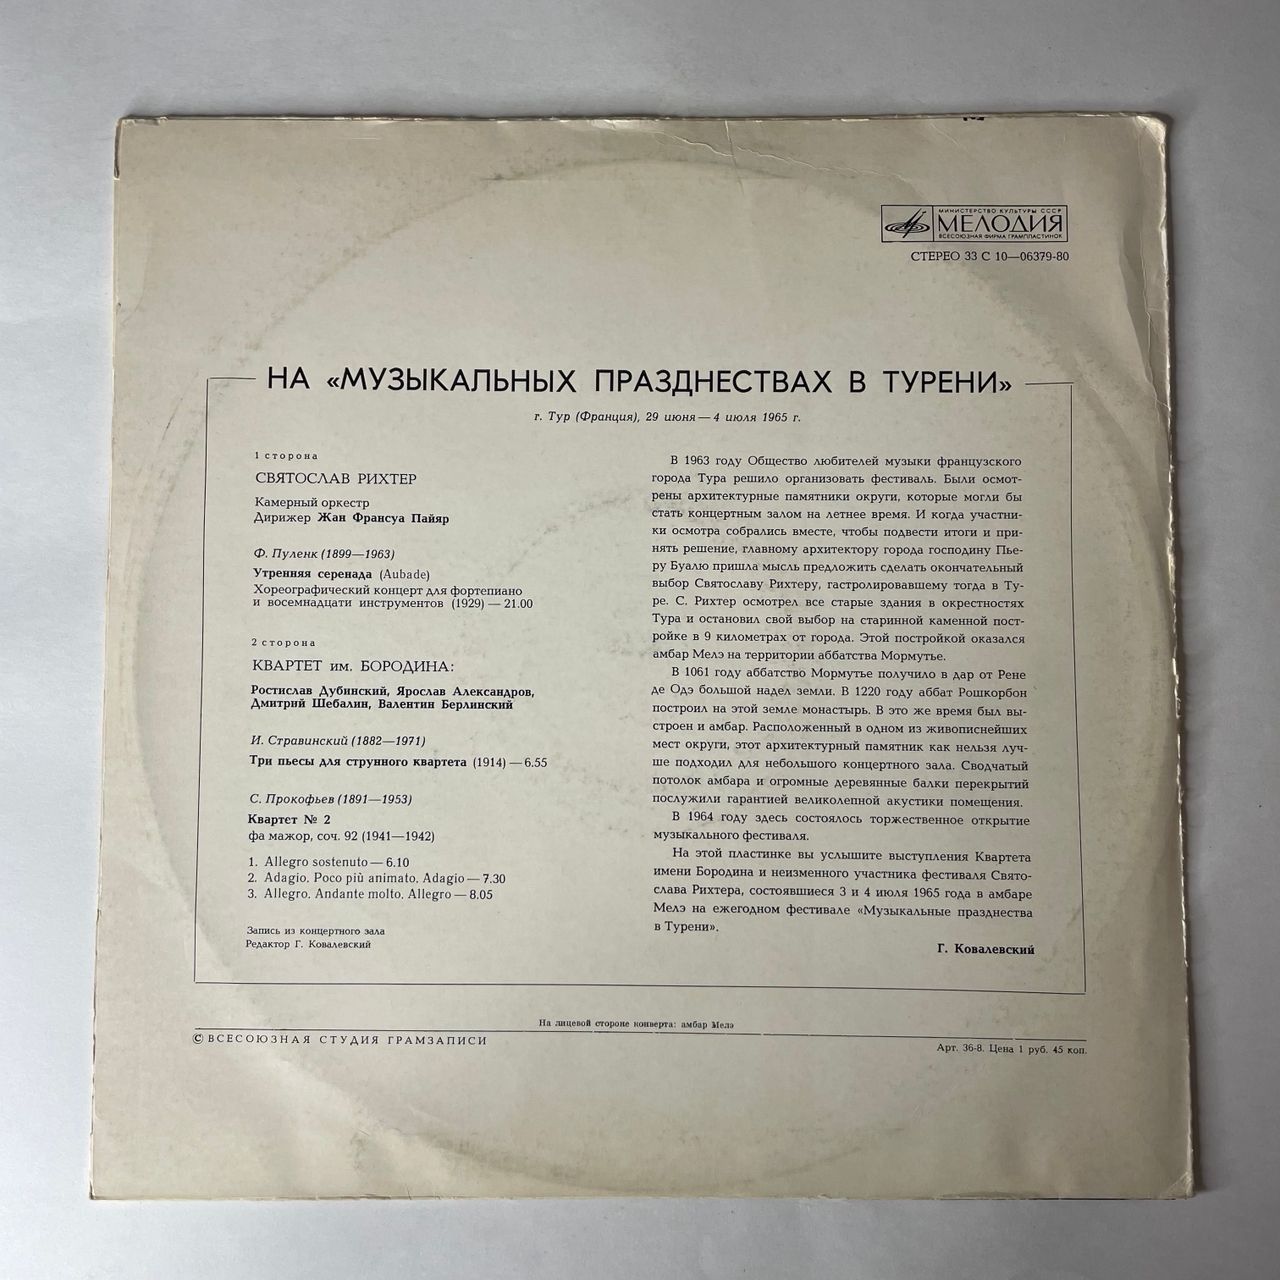 МИНИСТЕРСТВО КУЛЬТУРЫ СССР
МЕЛОДИЯ
ВСЕСОЮЗНАЯ ФИРМА ГРАМПЛАСТИНОК
СТЕРЕО 33 С 10—06379-80
НА «МУЗЫКАЛЬНЫХ ПРАЗДНЕСТВАХ В ТУРЕНИ»
г. Тур (Франция), 29 июня — 4 июля 1965 г.
1 сторона
СВЯТОСЛАВ РИХТЕР
Камерный оркестр
Дирижер Жан Франсуа Пайяр
Ф. Пуленк (1899—1963)
Утренняя серенада (Aubade)
Хореографический концерт для фортепиано
и восемнадцати инструментов (1929) — 21.00
2 сторона
КВАРТЕТ им. БОРОДИНА:
Ростислав Дубинский, Ярослав Александров,
Дмитрий Шебалин, Валентин Берлинский
И. Стравинский (1882—1971)
Три пьесы для струнного квартета (1914) — 6.55
С. Прокофьев (1891—1953)
Квартет № 2
фа мажор, соч. 92 (1941—1942)
1. Allegro sostenuto — 6.10
2. Adagio. Poco più animato. Adagio — 7.30
3. Allegro. Andante molto. Allegro — 8.05
Запись из концертного зала
Редактор Г. Ковалевский
В 1963 году Общество любителей музыки французского
города Тура решило организовать фестиваль. Были осмот-
рены архитектурные памятники округи, которые могли бы
стать концертным залом на летнее время. И когда участни-
ки осмотра собрались вместе, чтобы подвести итоги и при-
нять решение, главному архитектору города господину Пье-
ру Буалю пришла мысль предложить сделать окончательный
выбор Святославу Рихтеру, гастролировавшему тогда в Ту-
ре. С. Рихтер осмотрел все старые здания в окрестностях
Тура и остановил свой выбор на старинной каменной пост-
ройке в 9 километрах от города. Этой постройкой оказался
амбар Мелэ на территории аббатства Мормутье.
В 1061 году аббатство Мормутье получило в дар от Рене
де Одэ большой надел земли. В 1220 году аббат Рошкорбон
построил на этой земле монастырь. В это же время был вы-
строен и амбар. Расположенный в одном из живописнейших
мест округи, этот архитектурный памятник как нельзя луч-
ше подходил для небольшого концертного зала. Сводчатый
потолок амбара и огромные деревянные балки перекрытий
послужили гарантией великолепной акустики помещения.
В 1964 году здесь состоялось торжественное открытие
музыкального фестиваля.
На этой пластинке вы услышите выступления Квартета
имени Бородина и неизменного участника фестиваля Свято-
слава Рихтера, состоявшиеся 3 и 4 июля 1965 года в амбаре
Мелэ на ежегодном фестивале «Музыкальные празднества
в Турени».
Г. Ковалевский
На лицевой стороне конверта: амбар Мелэ
© ВСЕСОЮЗНАЯ СТУДИЯ ГРАМЗАПИСИ
Арт. 36-8. Цена 1 руб. 45 коп.